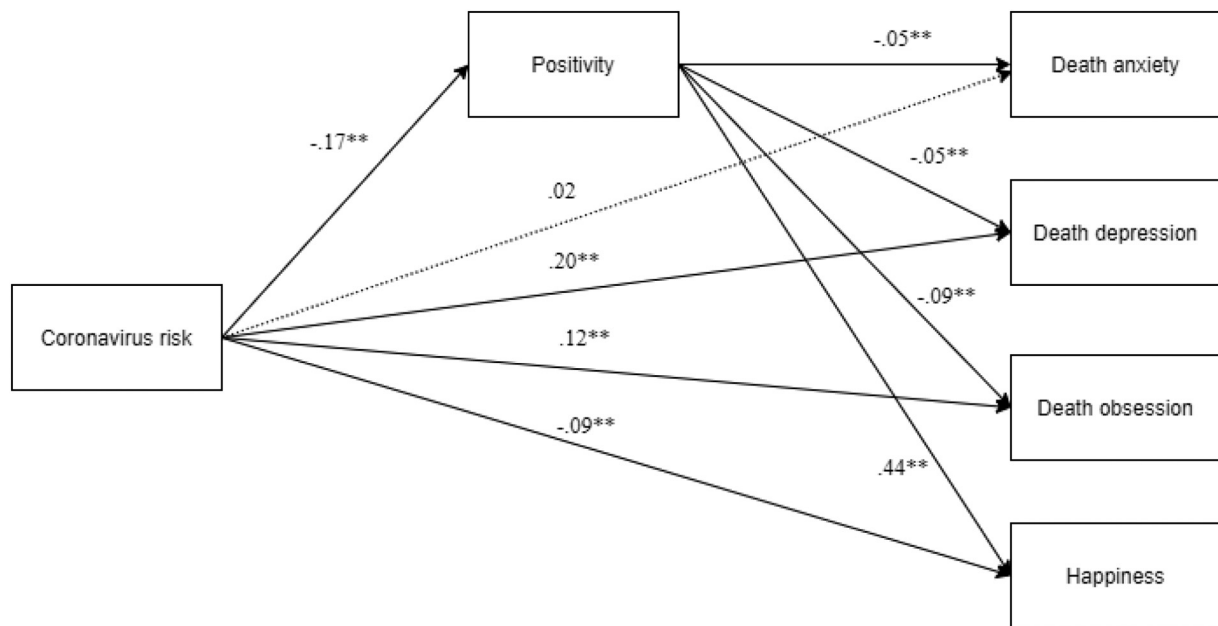 Positivity
-.05**
Death anxiety
-.17**
-.05**
.02
Death depression
.20**
-.09**
Coronavirus risk
.12**
Death obsession
-.09**
.44**
Happiness